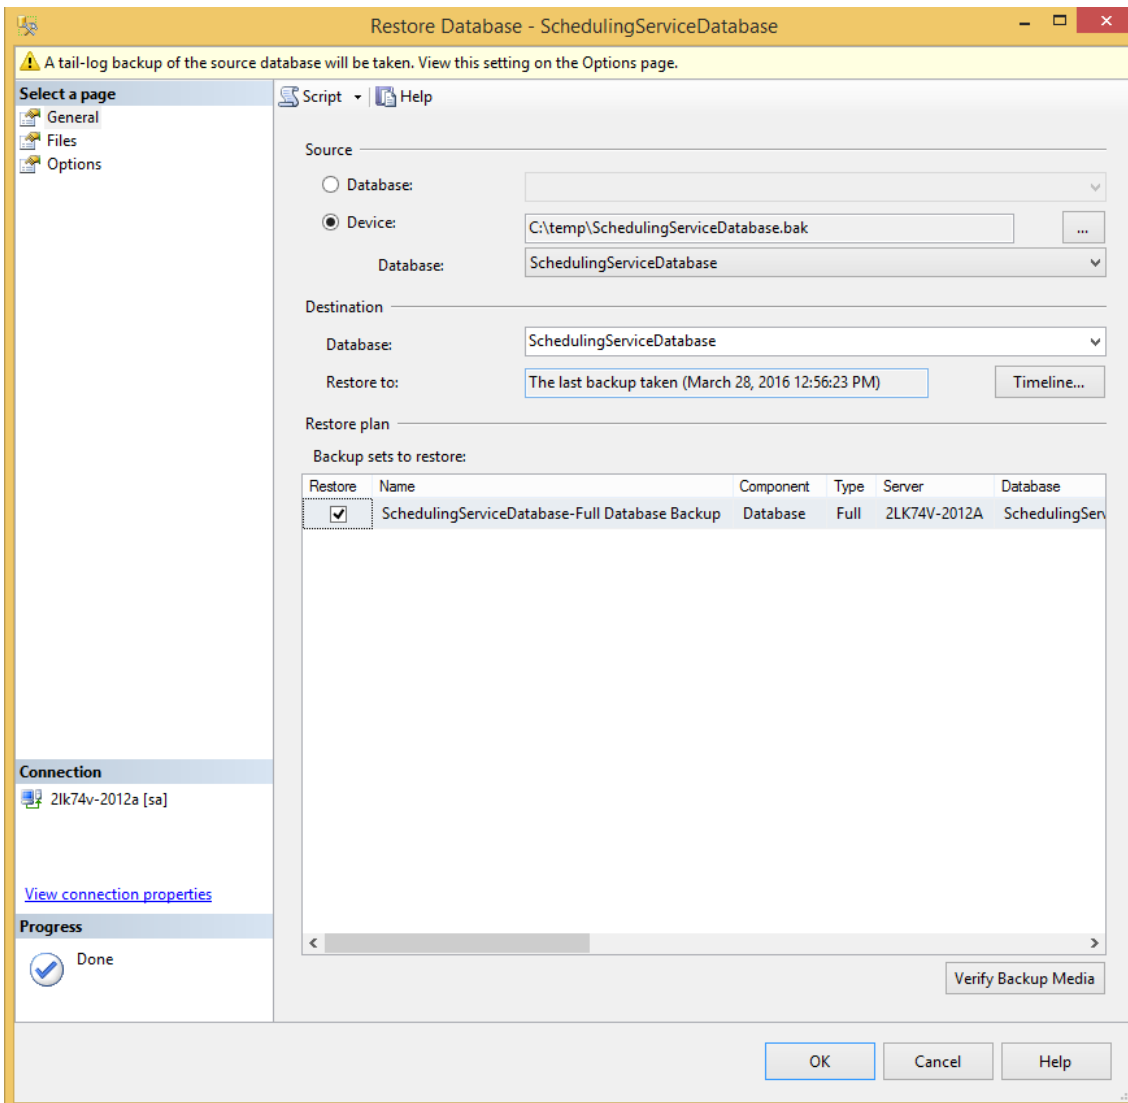 Restore Database - SchedulingServiceDatabase
A tail-log backup of the source database will be taken. View this setting on the Options page.
Select a page
General
Files
Options
Script
Help
Source
Database:
Device:
C:\temp\SchedulingServiceDatabase.bak
...
Database:
SchedulingServiceDatabase
Destination
Database:
SchedulingServiceDatabase
Restore to:
The last backup taken (March 28, 2016 12:56:23 PM)
Timeline...
Restore plan
Backup sets to restore:
Restore Name Component Type Server Database
SchedulingServiceDatabase-Full Database Backup Database Full 2LK74V-2012A SchedulingServ
Connection
2lk74v-2012a [sa]
View connection properties
Progress
Done
Verify Backup Media
OK Cancel Help